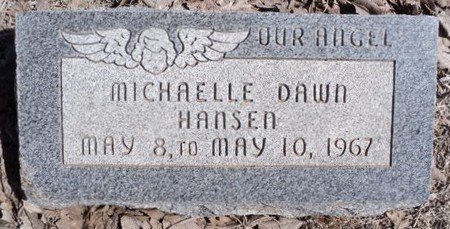 OUR ANGEL
MICHAELLE DAWN
HANSEN
MAY 8, TO MAY 10, 1967